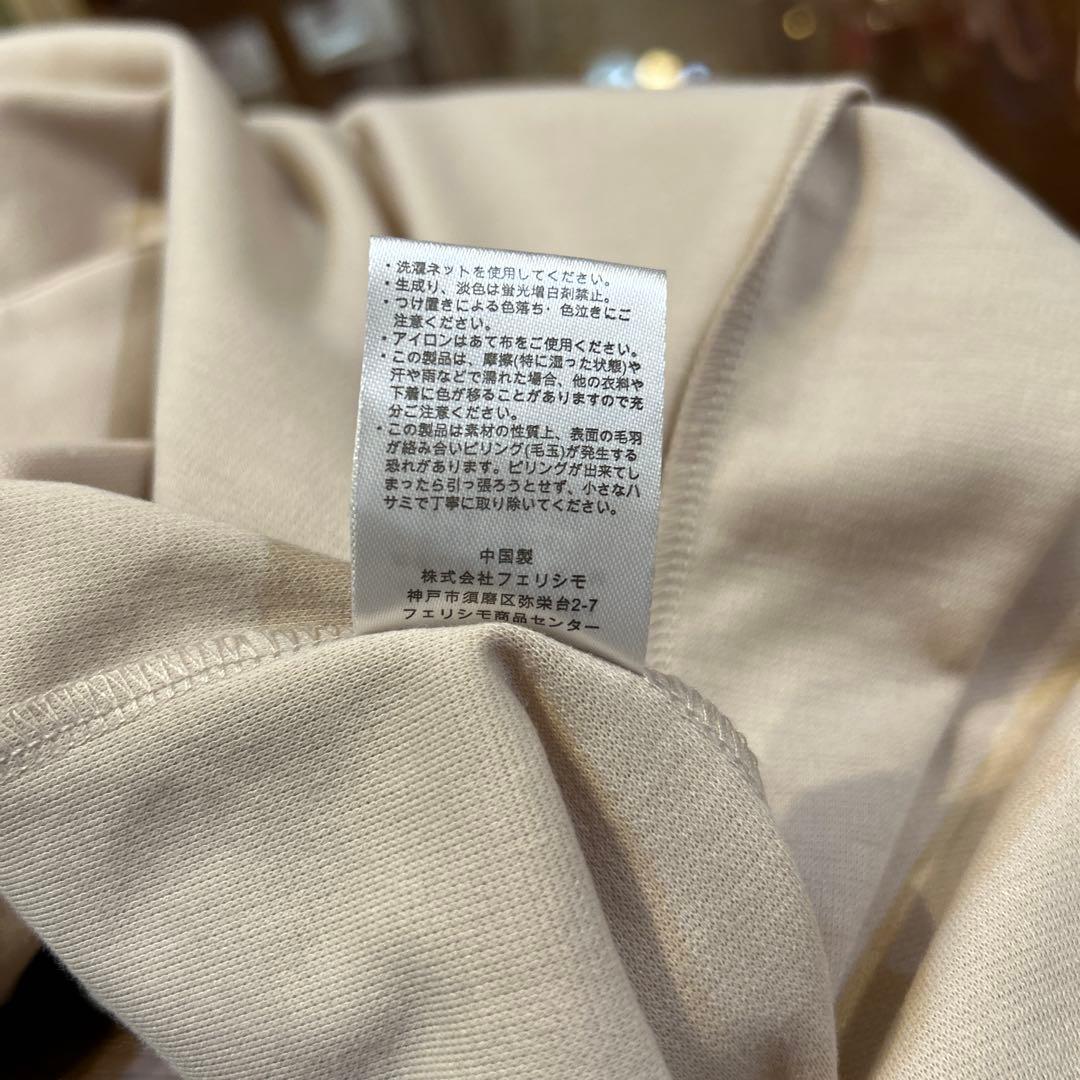 ・洗濯ネットを使用してください。
・生成り、淡色は蛍光増白剤禁止。
・つけ置きによる色落ち・色泣きにご
注意ください。
・アイロンはあて布をご使用ください。
・この製品は、摩擦(特に湿った状態)や
汗や雨などで濡れた場合、他の衣料や
下着に色が移ることがありますので充
分ご注意ください。
・この製品は素材の性質上、表面の毛羽
が絡み合いピリング(毛玉)が発生する
恐れがあります。ピリングが出来てし
まったら引っ張ろうとせず、小さなハ
サミで丁寧に取り除いてください。
中国製
株式会社フェリシモ
神戸市須磨区弥栄台2-7
フェリシモ商品センター